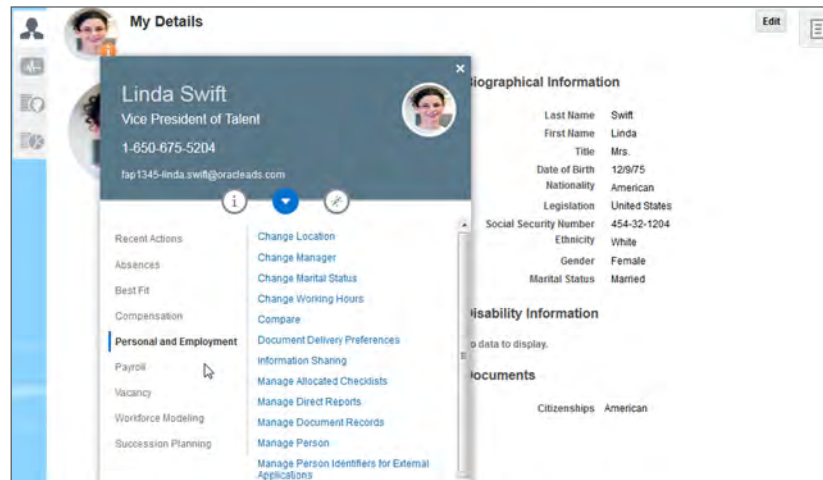 My Details
Edit
Linda Swift
Vice President of Talent
1-650-675-5204
fap1345-linda.swift@oracleads.com
Recent Actions
Absences
Best Fit
Compensation
Personal and Employment
Payroll
Vacancy
Workforce Modeling
Succession Planning
Change Location
Change Manager
Change Marital Status
Change Working Hours
Compare
Document Delivery Preferences
Information Sharing
Manage Allocated Checklists
Manage Direct Reports
Manage Document Records
Manage Person
Manage Person Identifiers for External
Applications
iographical Information
Last Name Swift
First Name Linda
Title Mrs.
Date of Birth 12/9/75
Nationality American
Legislation United States
Social Security Number 454-32-1204
Ethnicity White
Gender Female
Marital Status Married
isability Information
o data to display.
ocuments
Citizenships American